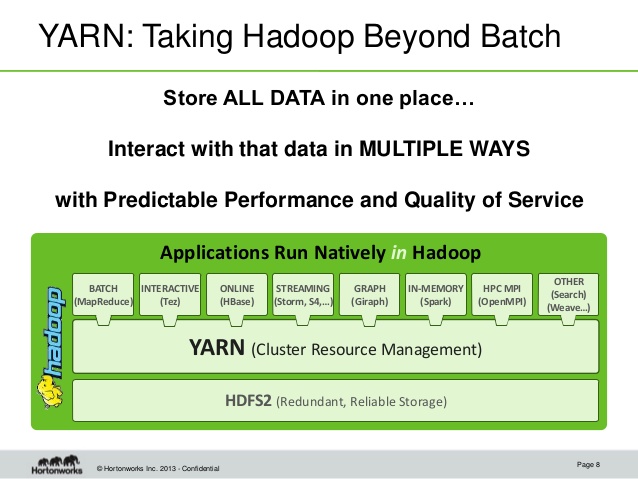 YARN: Taking Hadoop Beyond Batch
Store ALL DATA in one place…
Interact with that data in MULTIPLE WAYS
with Predictable Performance and Quality of Service
Applications Run Natively in Hadoop
BATCH
(MapReduce)
INTERACTIVE
(Tez)
ONLINE
(HBase)
STREAMING
(Storm, S4,…)
GRAPH
(Giraph)
IN-MEMORY
(Spark)
HPC MPI
(OpenMPI)
OTHER
(Search)
(Weave…)
hadoop
YARN (Cluster Resource Management)
HDFS2 (Redundant, Reliable Storage)
Hortonworks
© Hortonworks Inc. 2013 - Confidential
Page 8